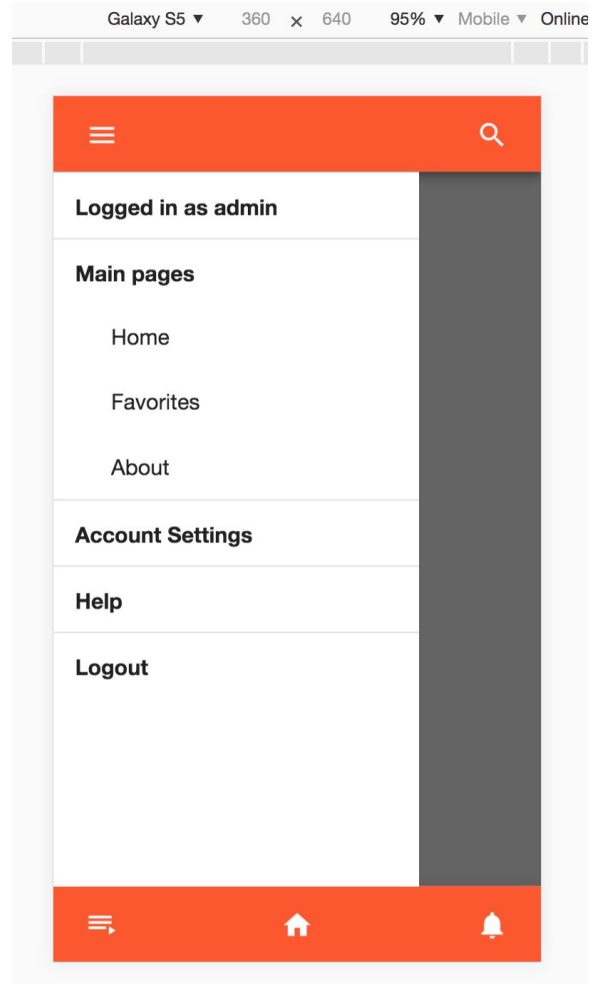 Galaxy S5 ▼ 360 × 640 95% ▼ Mobile ▼ Online
Logged in as admin
Main pages
Home
Favorites
About
Account Settings
Help
Logout